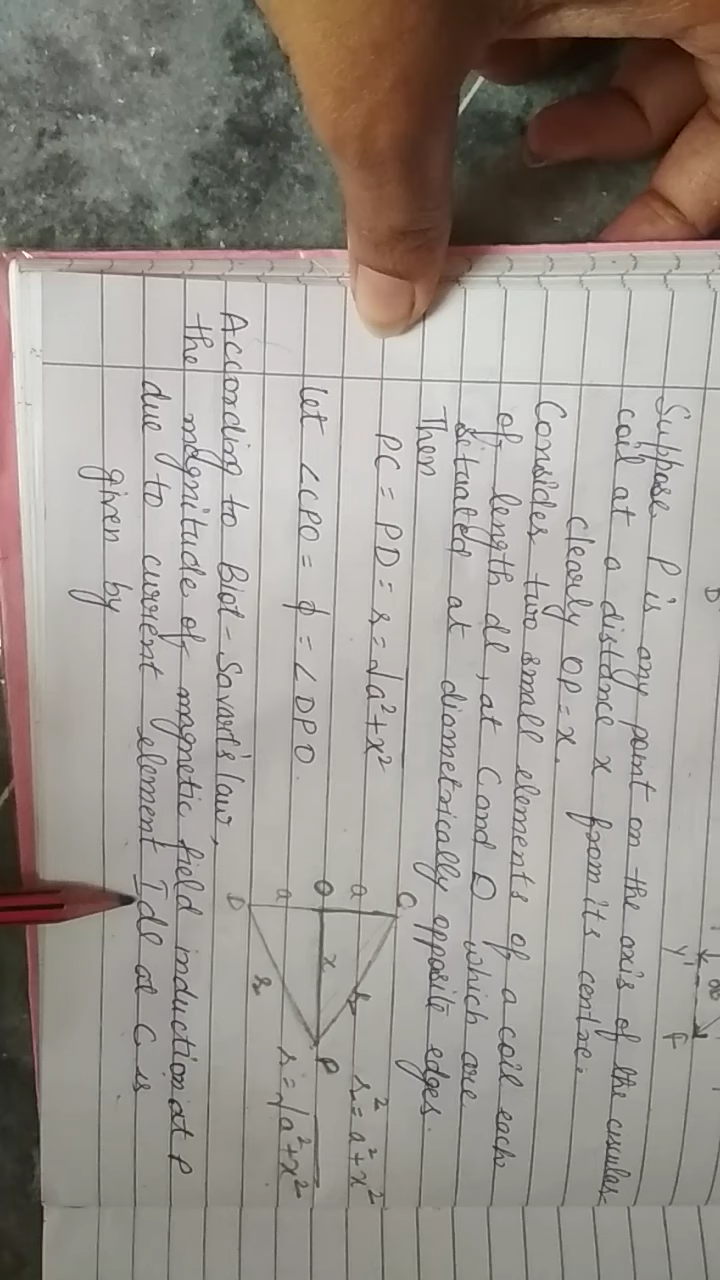 D
y'
F
Suppose P is any point on the axis of the circular
coil at a distance x from its centre.
clearly OP = x.
Consider two small elements of a coil each
of length dl, at C and D which are
situated at diametrically opposite edges.
Then
PC = PD = r = √a²+x²
let ∠CPO = ϕ = ∠DPO.
C
a
O
a
D
x
r
r
P
r² = a²+x²
r = √a²+x²
According to Biot-Savart's law,
the magnitude of magnetic field induction at P
due to current element Idl at C is
given by